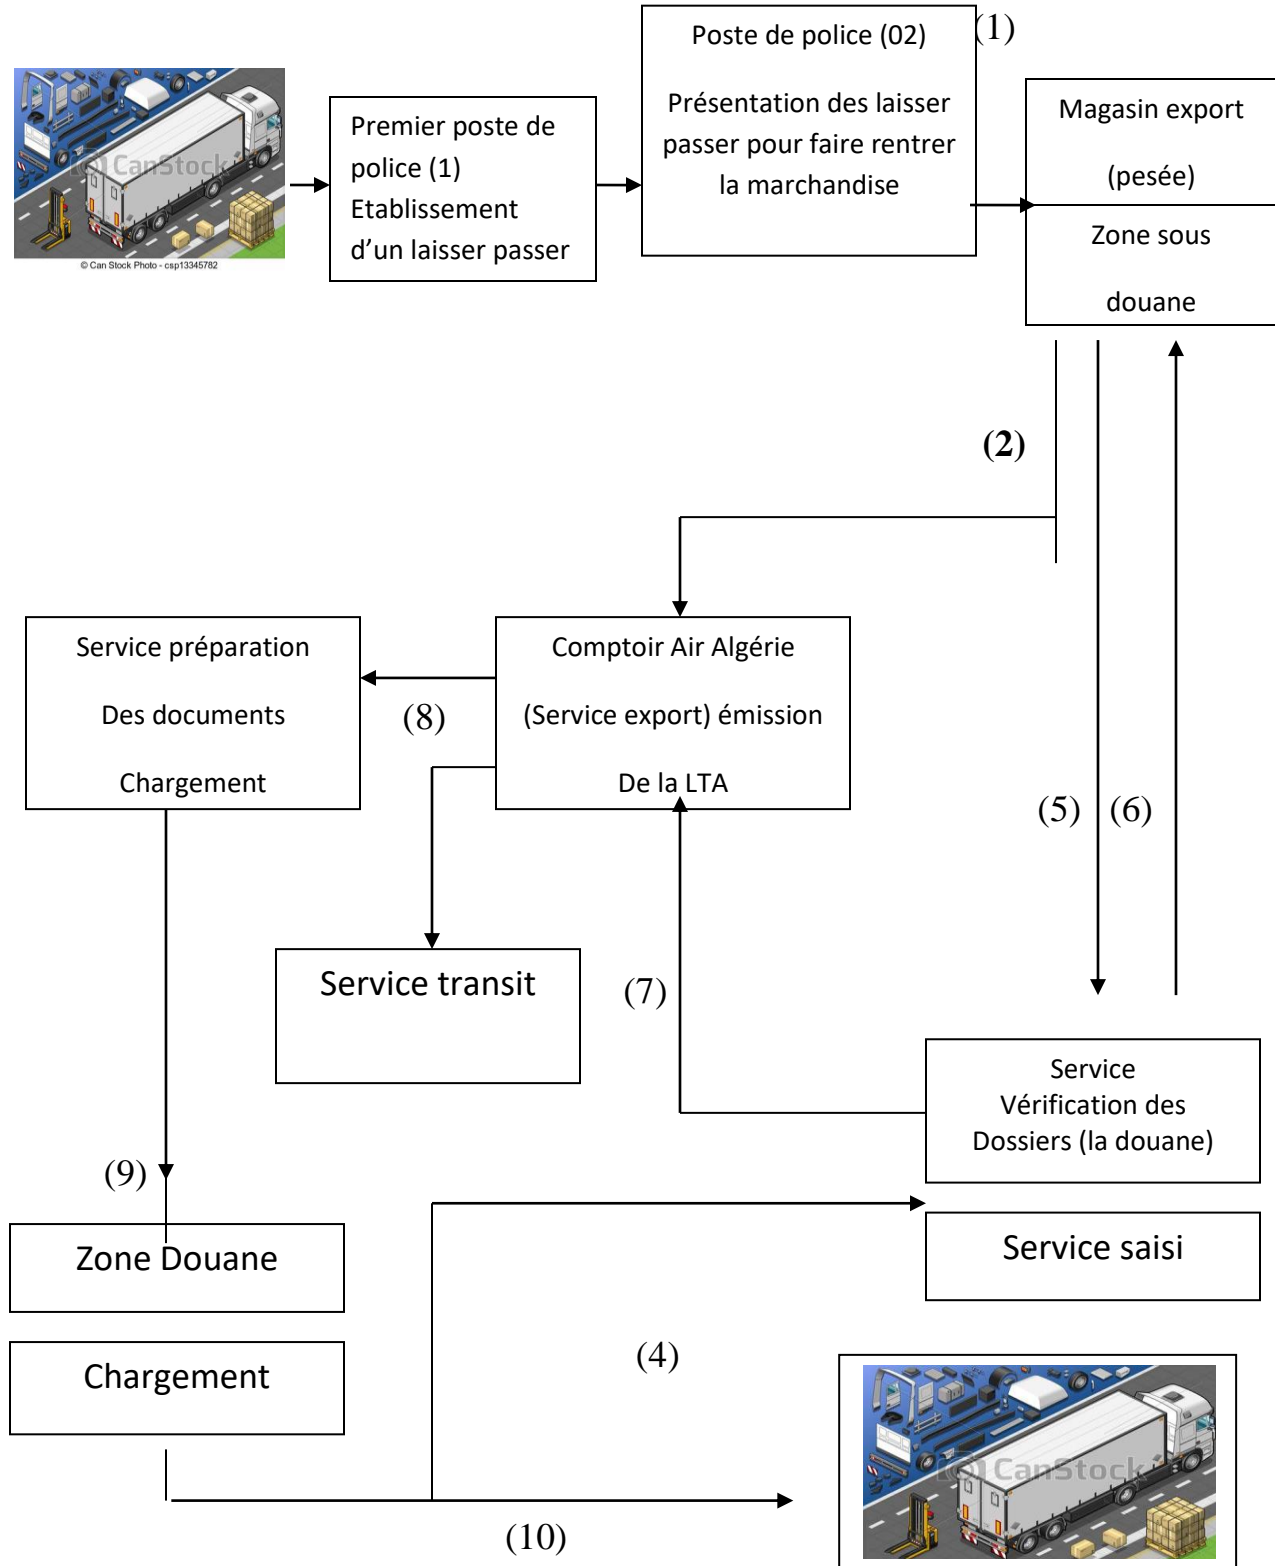 Poste de police (02)
Présentation des laisser
passer pour faire rentrer
la marchandise
(1)
Magasin export
(pesée)
Zone sous
douane
CanStock
© Can Stock Photo - csp13345782
Premier poste de
police (1)
Etablissement
d’un laisser passer
(2)
Service préparation
Des documents
Chargement
(8)
Comptoir Air Algérie
(Service export) émission
De la LTA
(5)
(6)
Service transit
(7)
Service
Vérification des
Dossiers (la douane)
(9)
Zone Douane
Service saisi
Chargement
(4)
CanStock
(10)